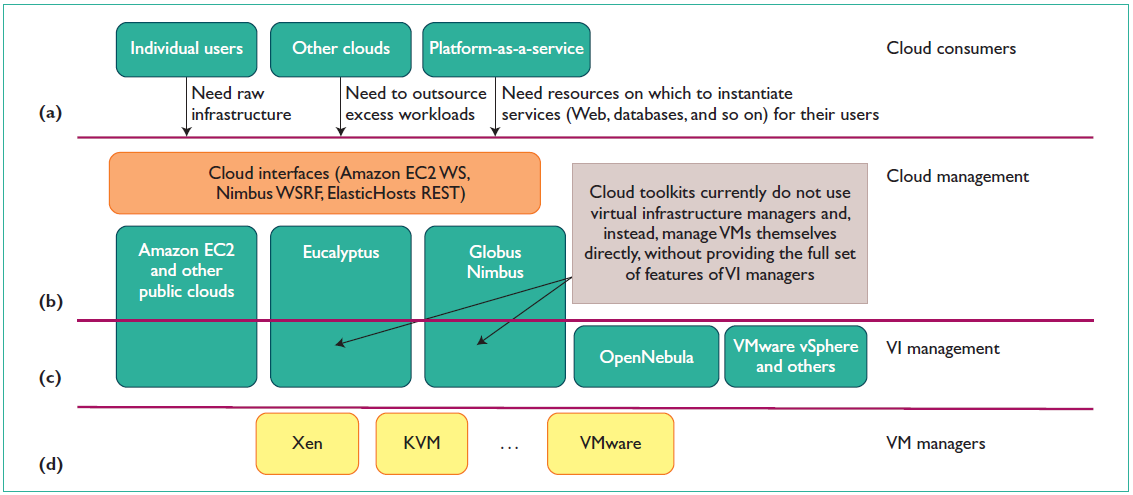 Individual users
Other clouds
Platform-as-a-service
Cloud consumers
Need raw
infrastructure
Need to outsource
excess workloads
Need resources on which to instantiate
services (Web, databases, and so on) for their users
(a)
Cloud interfaces (Amazon EC2 WS,
Nimbus WSRF, ElasticHosts REST)
Cloud toolkits currently do not use
virtual infrastructure managers and,
instead, manage VMs themselves
directly, without providing the full set
of features of VI managers
Cloud management
Amazon EC2
and other
public clouds
Eucalyptus
Globus
Nimbus
(b)
OpenNebula
VMware vSphere
and others
VI management
(c)
Xen
KVM
...
VMware
VM managers
(d)